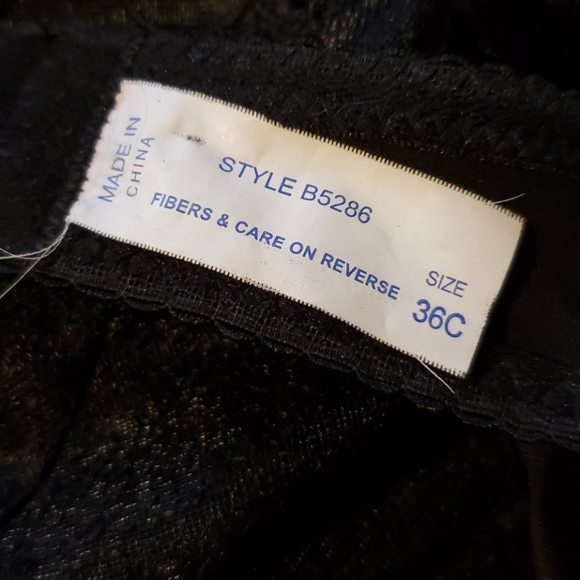 MADE IN
CHINA
STYLE B5286
FIBERS & CARE ON REVERSE
SIZE
36C